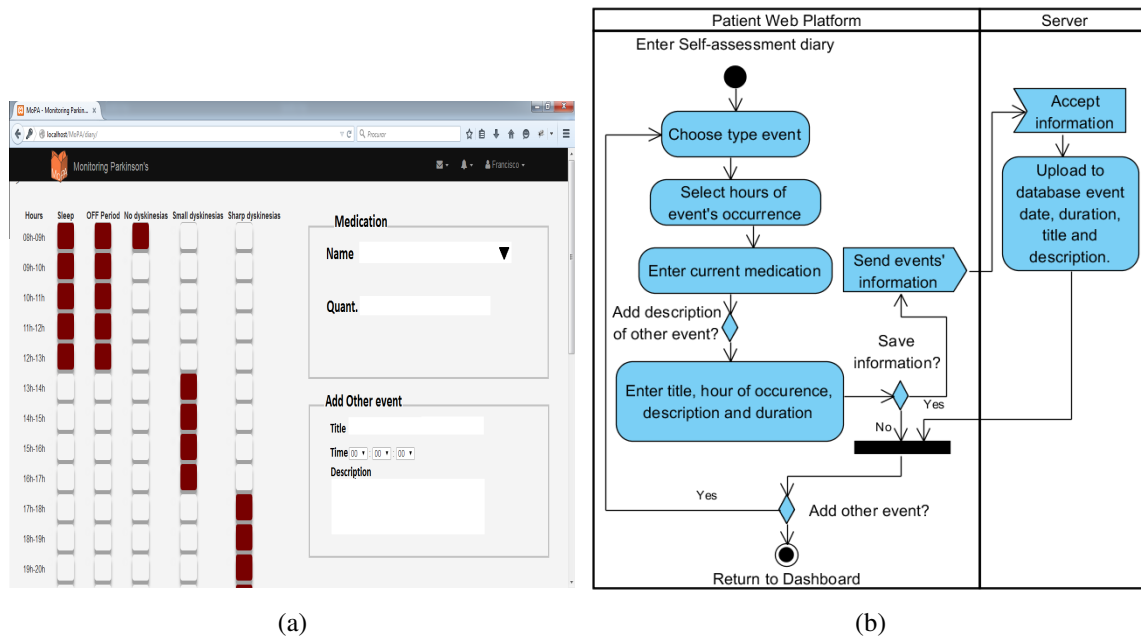 MoPA - Monitoring Parkin... ×
localhost/MoPA/diary/
Procurar
MoPA
Monitoring Parkinson's
Francisco
Hours Sleep OFF Period No dyskinesias Small dyskinesias Sharp dyskinesias
08h-09h
09h-10h
10h-11h
11h-12h
12h-13h
13h-14h
14h-15h
15h-16h
16h-17h
17h-18h
18h-19h
19h-20h
Medication
Name
Quant.
Add Other event
Title
Time 00 : 00 : 00
Description
(a)
Patient Web Platform
Server
Enter Self-assessment diary
Choose type event
Select hours of
event's occurrence
Enter current medication
Add description
of other event?
Enter title, hour of occurence,
description and duration
Save
information?
Yes
No
Send events'
information
Accept
information
Upload to
database event
date, duration,
title and
description.
Yes
Add other event?
Return to Dashboard
(b)